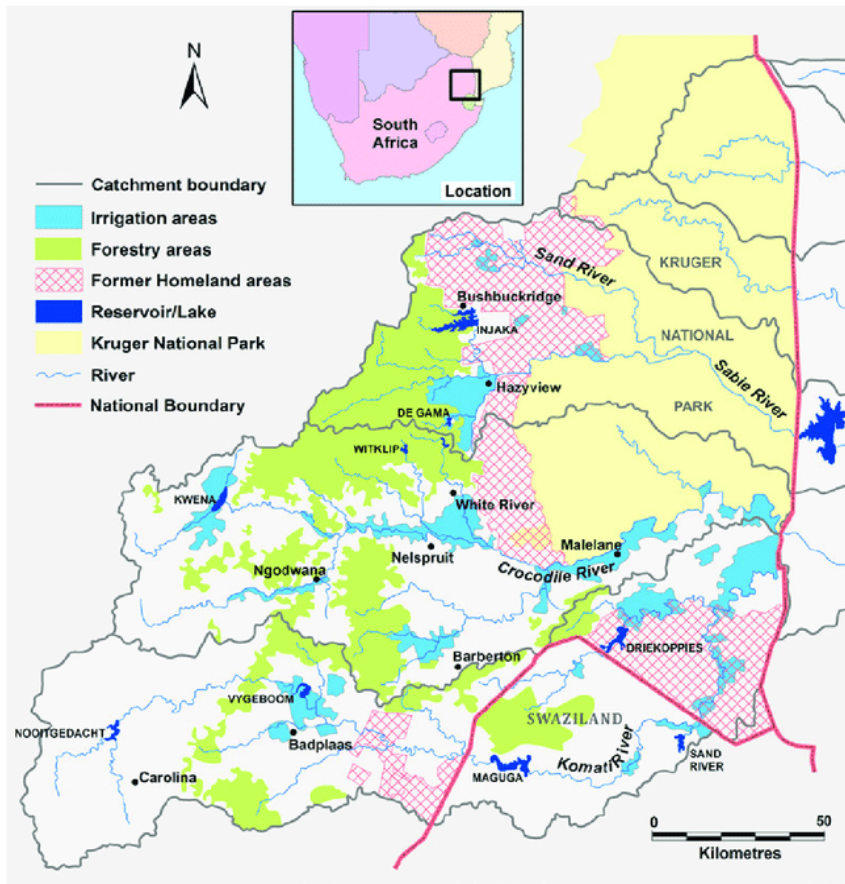 N
South
Africa
Location
Catchment boundary
Irrigation areas
Forestry areas
Former Homeland areas
Reservoir/Lake
Kruger National Park
River
National Boundary
Sand River
KRUGER
Bushbuckridge
INJAKA
NATIONAL
Hazyview
Sabie River
DE GAMA
PARK
WITKLIP
KWENA
White River
Nelspruit
Malelane
Ngodwana
Crocodile River
Barberton
DRIEKOPPIES
VYGEBOOM
SWAZILAND
NOOITGEDACHT
Badplaas
Komati River
SAND
RIVER
Carolina
MAGUGA
0
50
Kilometres